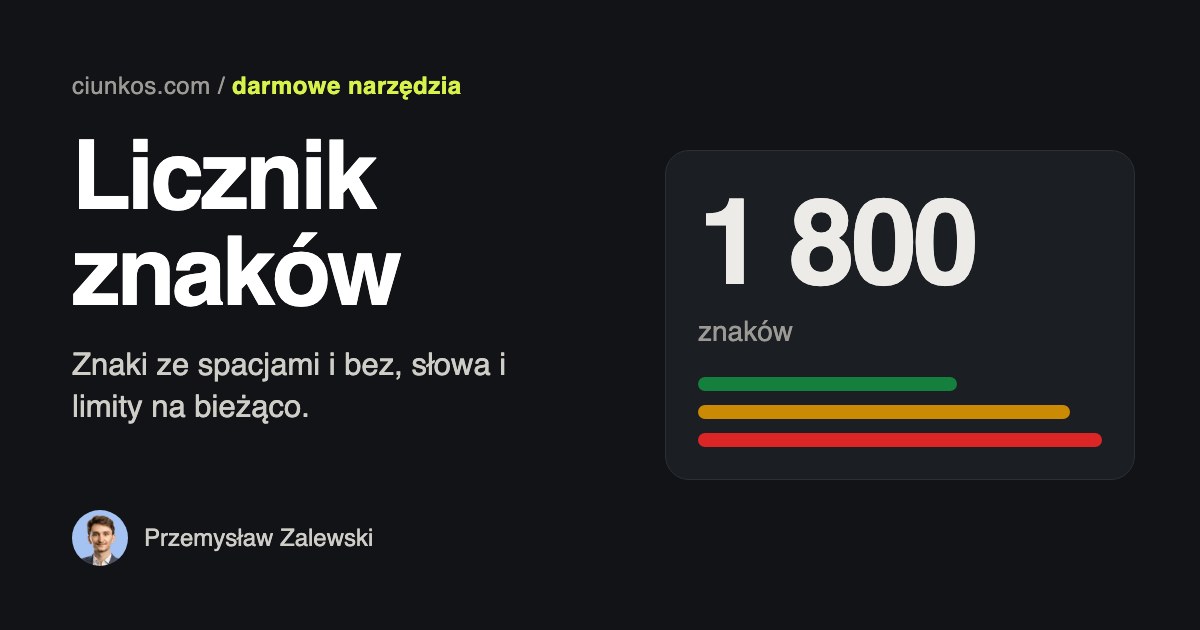 ciunkos.com / darmowe narzędzia
Licznik
znaków
Znaki ze spacjami i bez, słowa i
limity na bieżąco.
Przemysław Zalewski
1 800
znaków